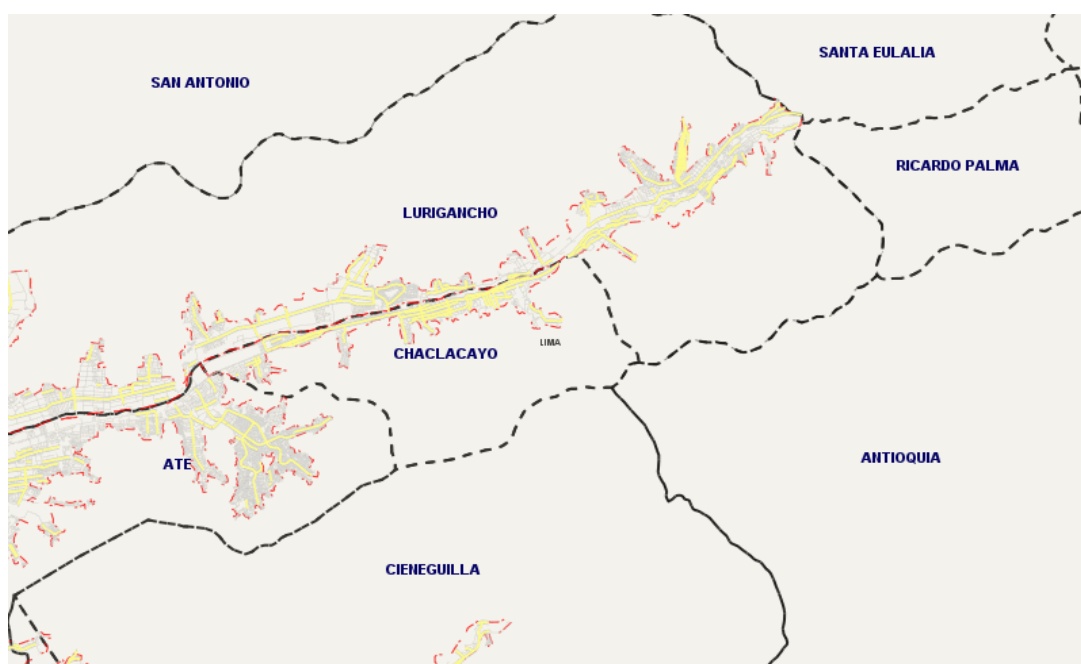 SANTA EULALIA
SAN ANTONIO
RICARDO PALMA
LURIGANCHO
LIMA
CHACLACAYO
ATE
ANTIOQUIA
CIENEGUILLA